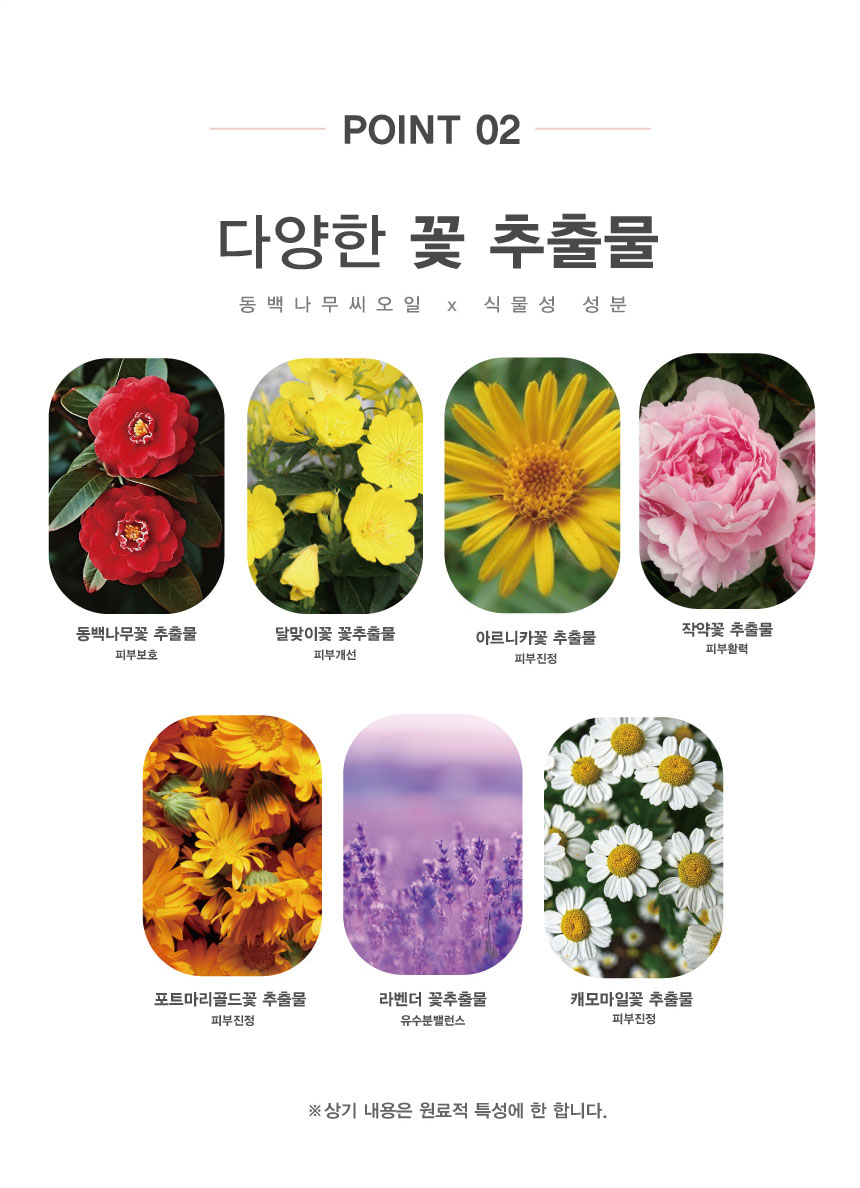 POINT 02
다양한 꽃 추출물
동백나무씨오일 x 식물성 성분
동백나무꽃 추출물
피부보호
달맞이꽃 꽃추출물
피부개선
아르니카꽃 추출물
피부진정
작약꽃 추출물
피부활력
포트마리골드꽃 추출물
피부진정
라벤더 꽃추출물
유수분밸런스
캐모마일꽃 추출물
피부진정
※상기 내용은 원료적 특성에 한 합니다.